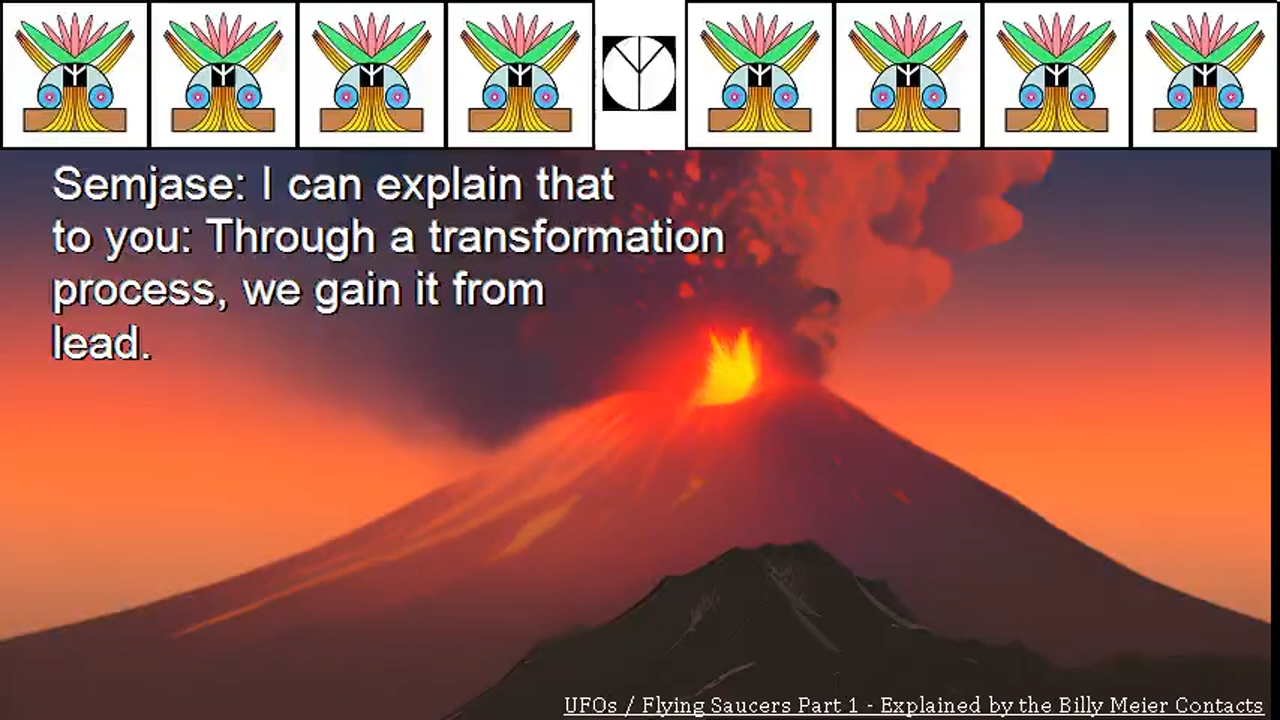 Semjase: I can explain that
to you: Through a transformation
process, we gain it from
lead.
UFOs / Flying Saucers Part 1 - Explained by the Billy Meier Contacts